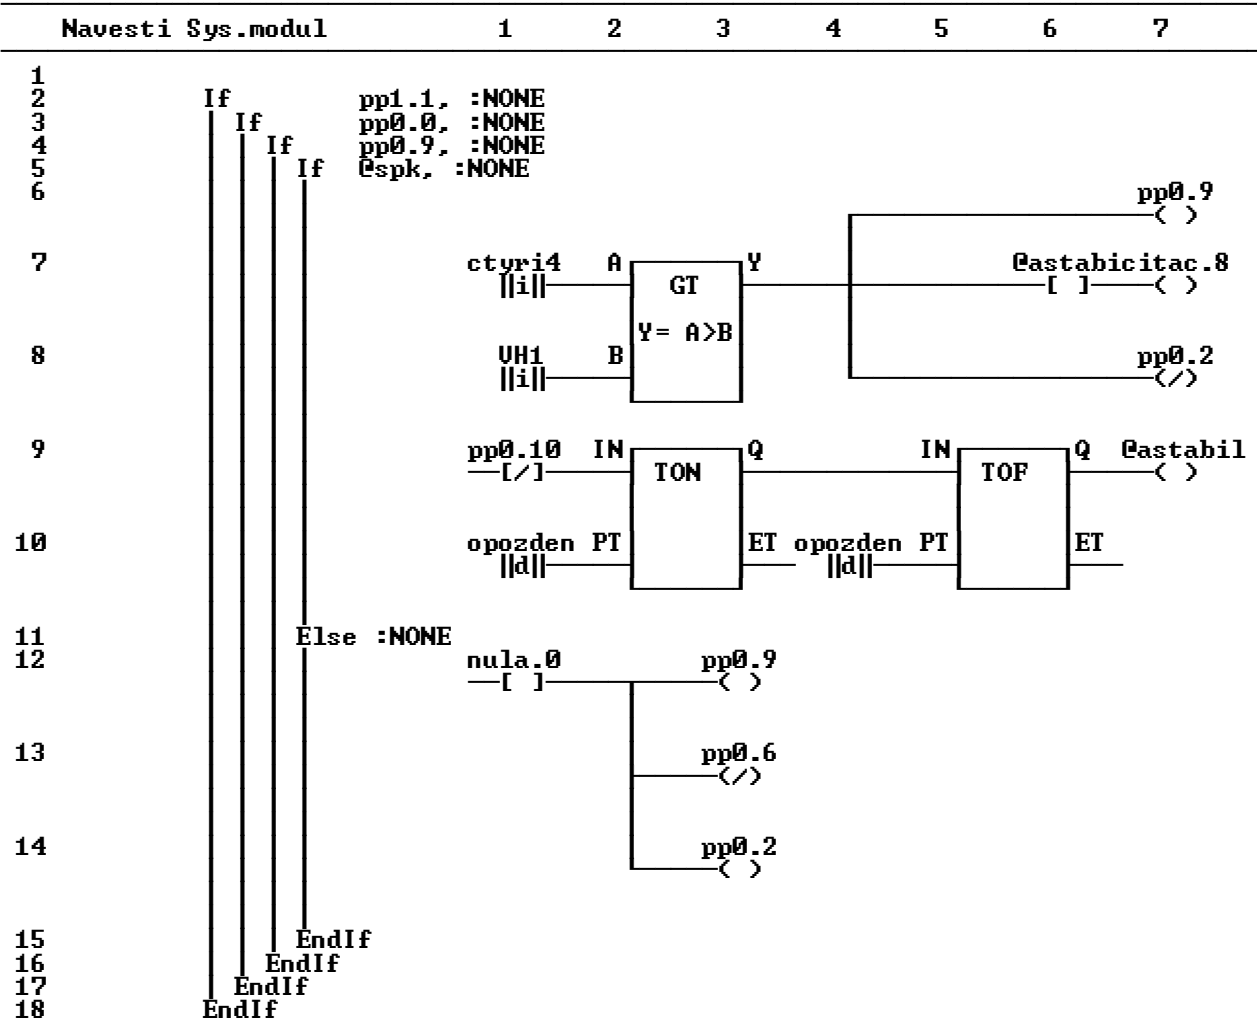 Navesti Sys.modul 1 2 3 4 5 6 7
1
2 If pp1.1, :NONE
3 If pp0.0, :NONE
4 If pp0.9, :NONE
5 If @spk, :NONE
6 pp0.9
( )
7 ctyri4 A Y @astabicitac.8
||i|| GT [ ] ( )
Y= A>B
8 VH1 B pp0.2
||i|| (/)
9 pp0.10 IN Q IN Q @astabil
[/] TON TOF ( )
10 opozden PT ET opozden PT ET
||d|| ||d||
11 Else :NONE
12 nula.0 pp0.9
[ ] ( )
13 pp0.6
(/)
14 pp0.2
( )
15 EndIf
16 EndIf
17 EndIf
18 EndIf